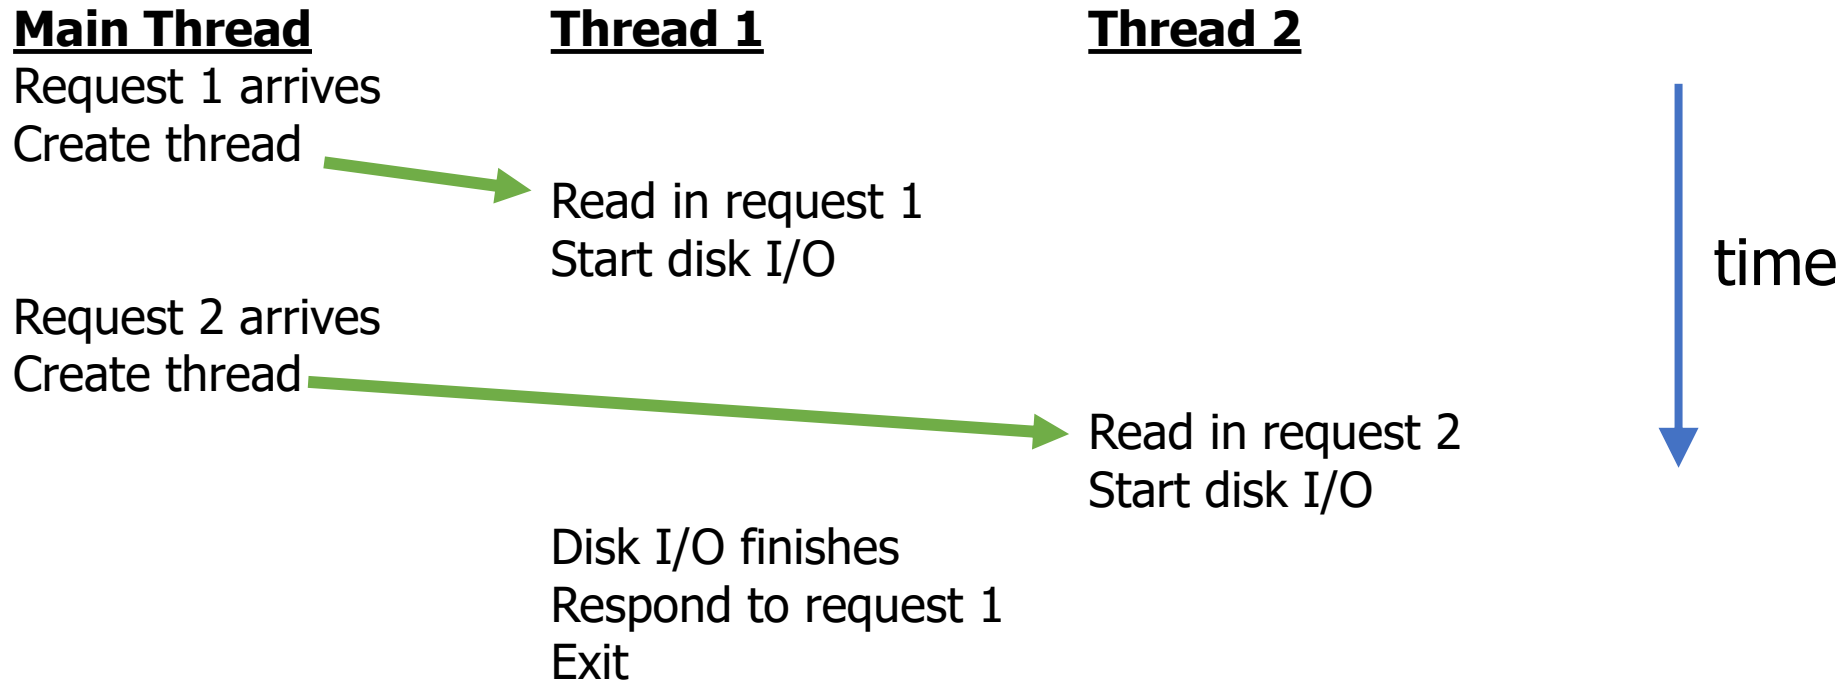 Main Thread
Thread 1
Thread 2
Request 1 arrives
Create thread
Read in request 1
Start disk I/O
time
Request 2 arrives
Create thread
Read in request 2
Start disk I/O
Disk I/O finishes
Respond to request 1
Exit